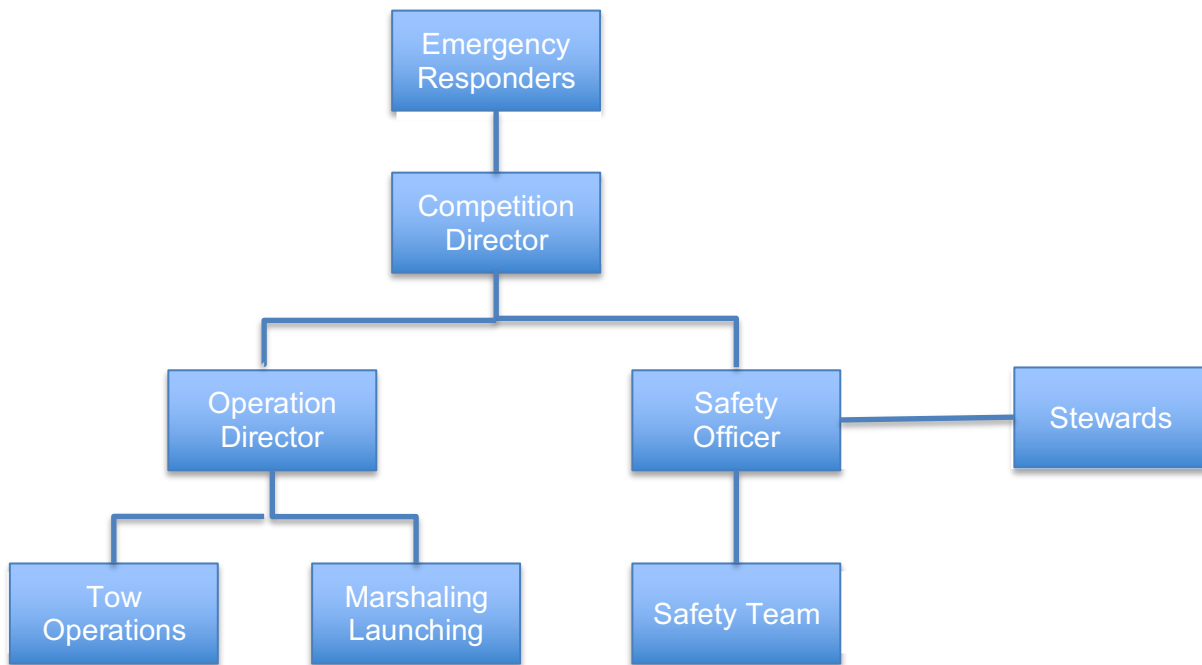 Emergency
Responders
Competition
Director
Operation
Director
Safety
Officer
Stewards
Tow
Operations
Marshaling
Launching
Safety Team